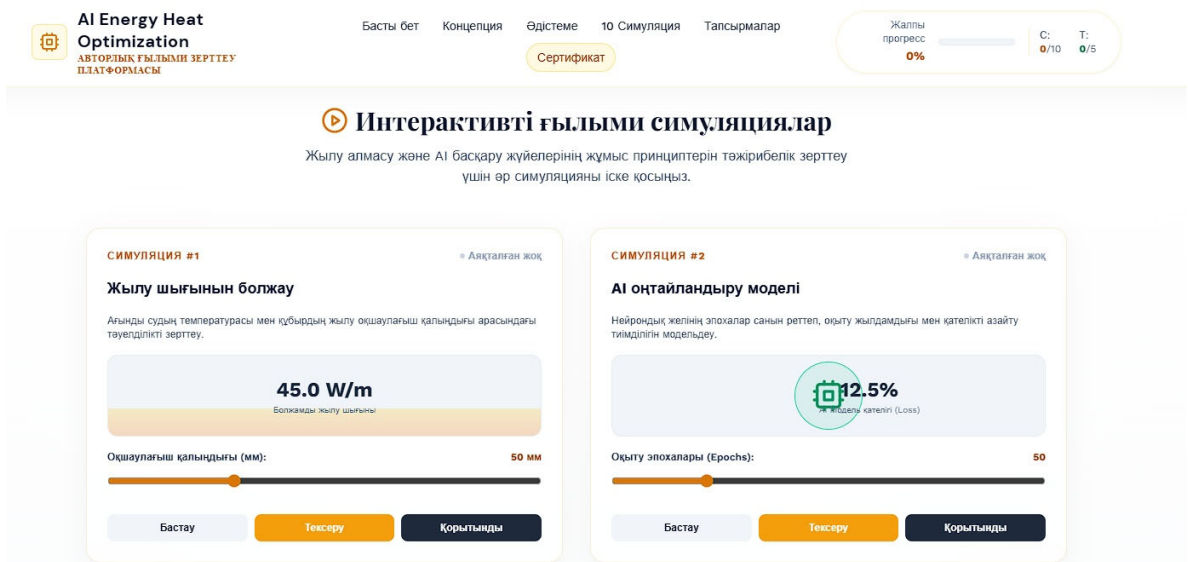 AI Energy Heat
Optimization
АВТОРЛЫҚ ҒЫЛЫМИ ЗЕРТТЕУ
ПЛАТФОРМАСЫ
Басты бет
Концепция
Әдістеме
10 Симуляция
Тапсырмалар
Сертификат
Жалпы
прогресс
0%
С:
0/10
Т:
0/5
Интерактивті ғылыми симуляциялар
Жылу алмасу және AI басқару жүйелерінің жұмыс принциптерін тәжірибелік зерттеу
үшін әр симуляцияны іске қосыңыз.
СИМУЛЯЦИЯ #1
Аяқталған жоқ
Жылу шығынын болжау
Ағынды судың температурасы мен құбырдың жылу оқшаулағыш қалыңдығы арасындағы
тәуелділікті зерттеу.
45.0 W/m
Болжамды жылу шығыны
Оқшаулағыш қалыңдығы (мм):
50 мм
Бастау
Тексеру
Қорытынды
СИМУЛЯЦИЯ #2
Аяқталған жоқ
AI оңтайландыру моделі
Нейрондық желінің эпохалар санын реттеп, оқыту жылдамдығы мен қателікті азайту
тиімділігін модельдеу.
12.5%
AI модель қателігі (Loss)
Оқыту эпохалары (Epochs):
50
Бастау
Тексеру
Қорытынды